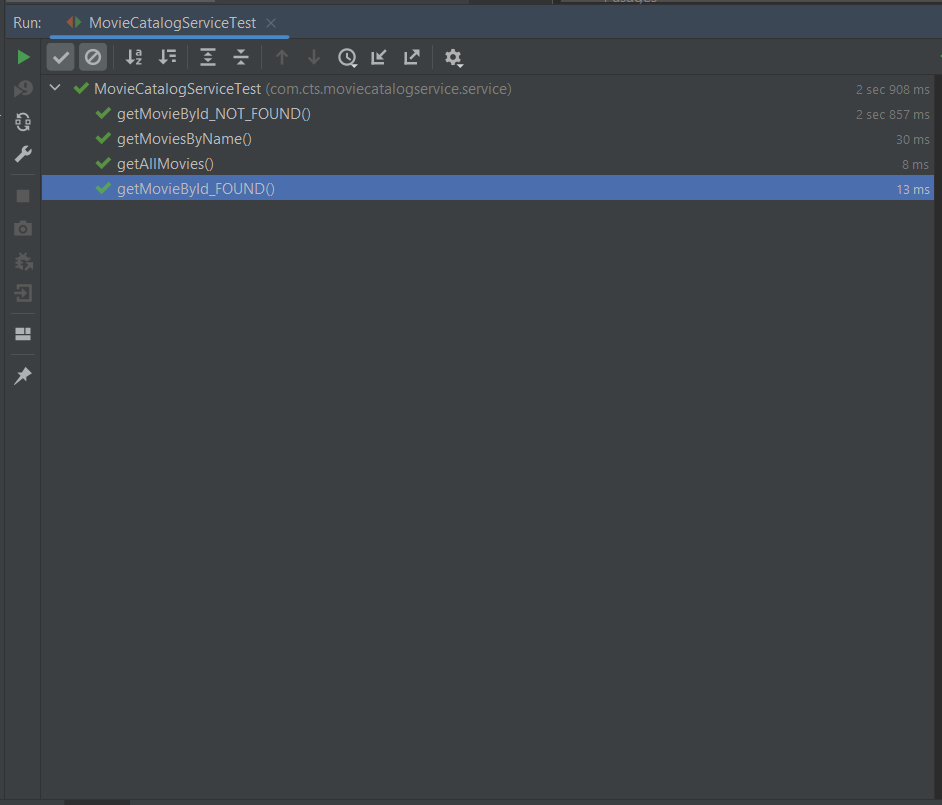 Run: MovieCatalogServiceTest
MovieCatalogServiceTest (com.cts.moviecatalogservice.service) 2 sec 908 ms
getMovieById_NOT_FOUND() 2 sec 857 ms
getMoviesByName() 30 ms
getAllMovies() 8 ms
getMovieById_FOUND() 13 ms